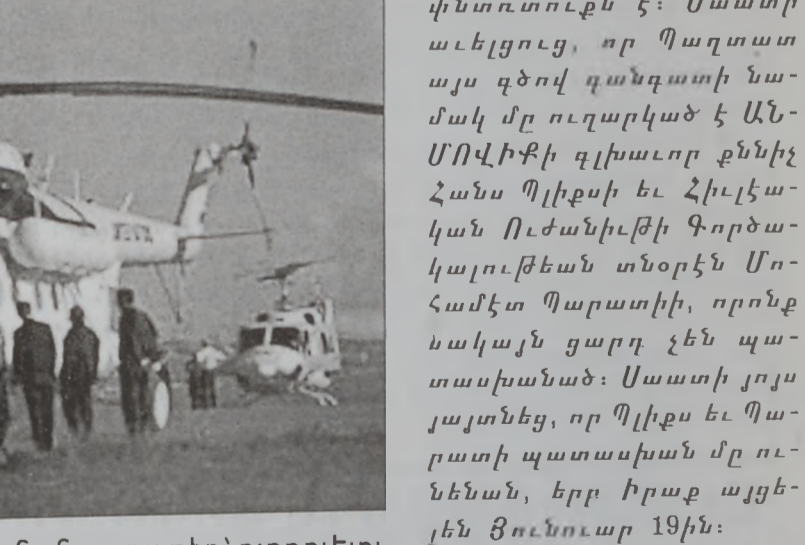 փնտռտուքն է։ Սաատի
աւելցուց, որ Պաղտատ
այս գծով գանգատի նա-
մակ մը ուղարկած է ԱՆ-
ՄՈՎԻՔի գլխաւոր քննիչ
Հանս Պլիքսի եւ Հիւլէա-
կան Ուժանիւթի Գործա-
կալութեան տնօրէն Մո-
համէտ Պարատիի, որոնք
սակայն ցարդ չեն պա-
տասխանած։ Սաատի յոյս
յայտնեց, որ Պլիքս եւ Պա-
րատի պատասխան մը ու-
նենան, երբ Իրաք այցե-
լեն Յունուար 19ին։